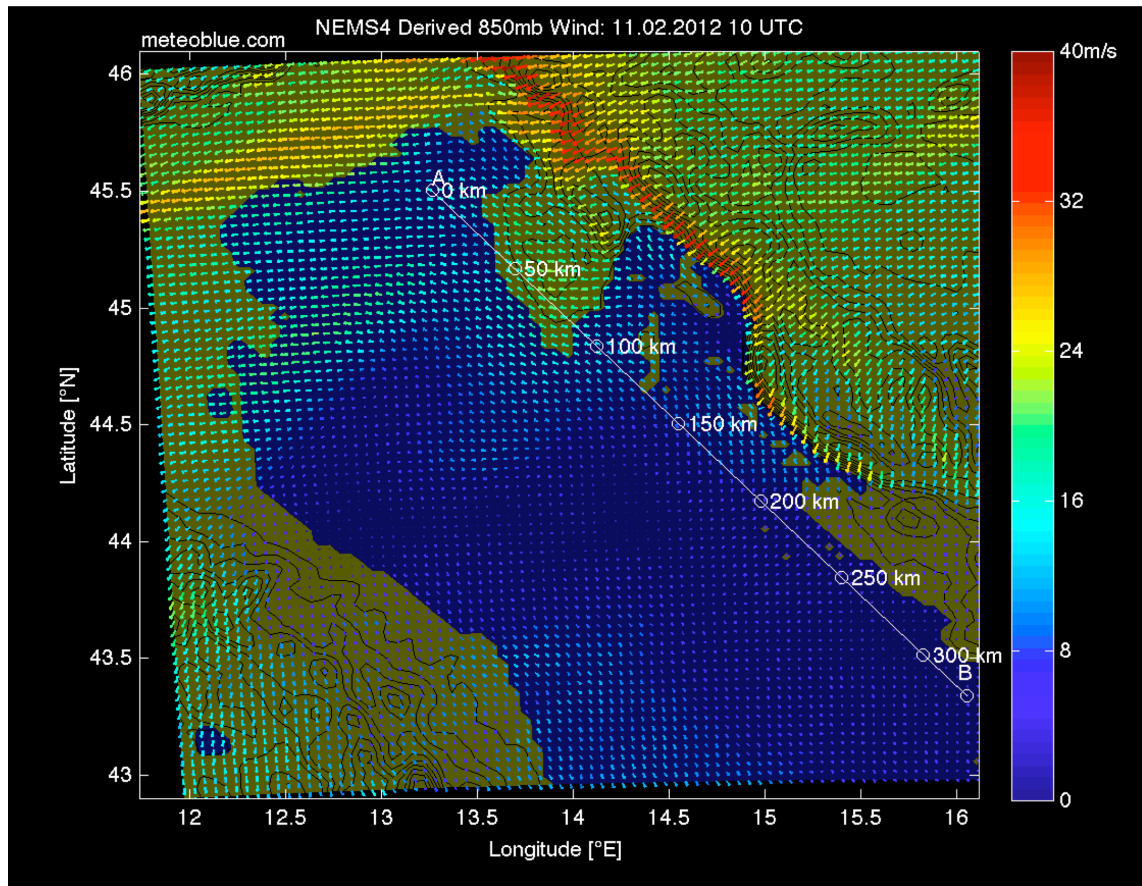 NEMS4 Derived 850mb Wind: 11.02.2012 10 UTC
meteoblue.com
40m/s
32
24
16
8
0
46
45.5
45
44.5
44
43.5
43
Latitude [°N]
A
0 km
50 km
100 km
150 km
200 km
250 km
300 km
B
12
12.5
13
13.5
14
14.5
15
15.5
16
Longitude [°E]